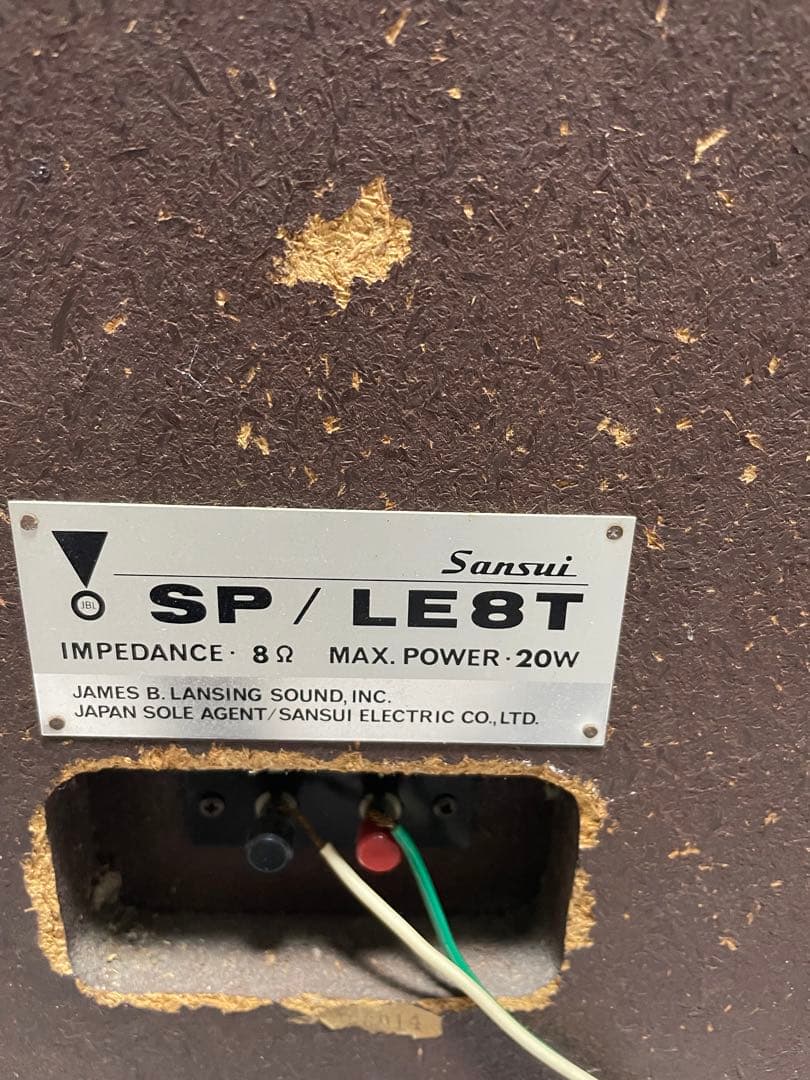 Sansui
JBL
SP / LE8T
IMPEDANCE · 8Ω MAX. POWER · 20W
JAMES B. LANSING SOUND, INC.
JAPAN SOLE AGENT/SANSUI ELECTRIC CO., LTD.